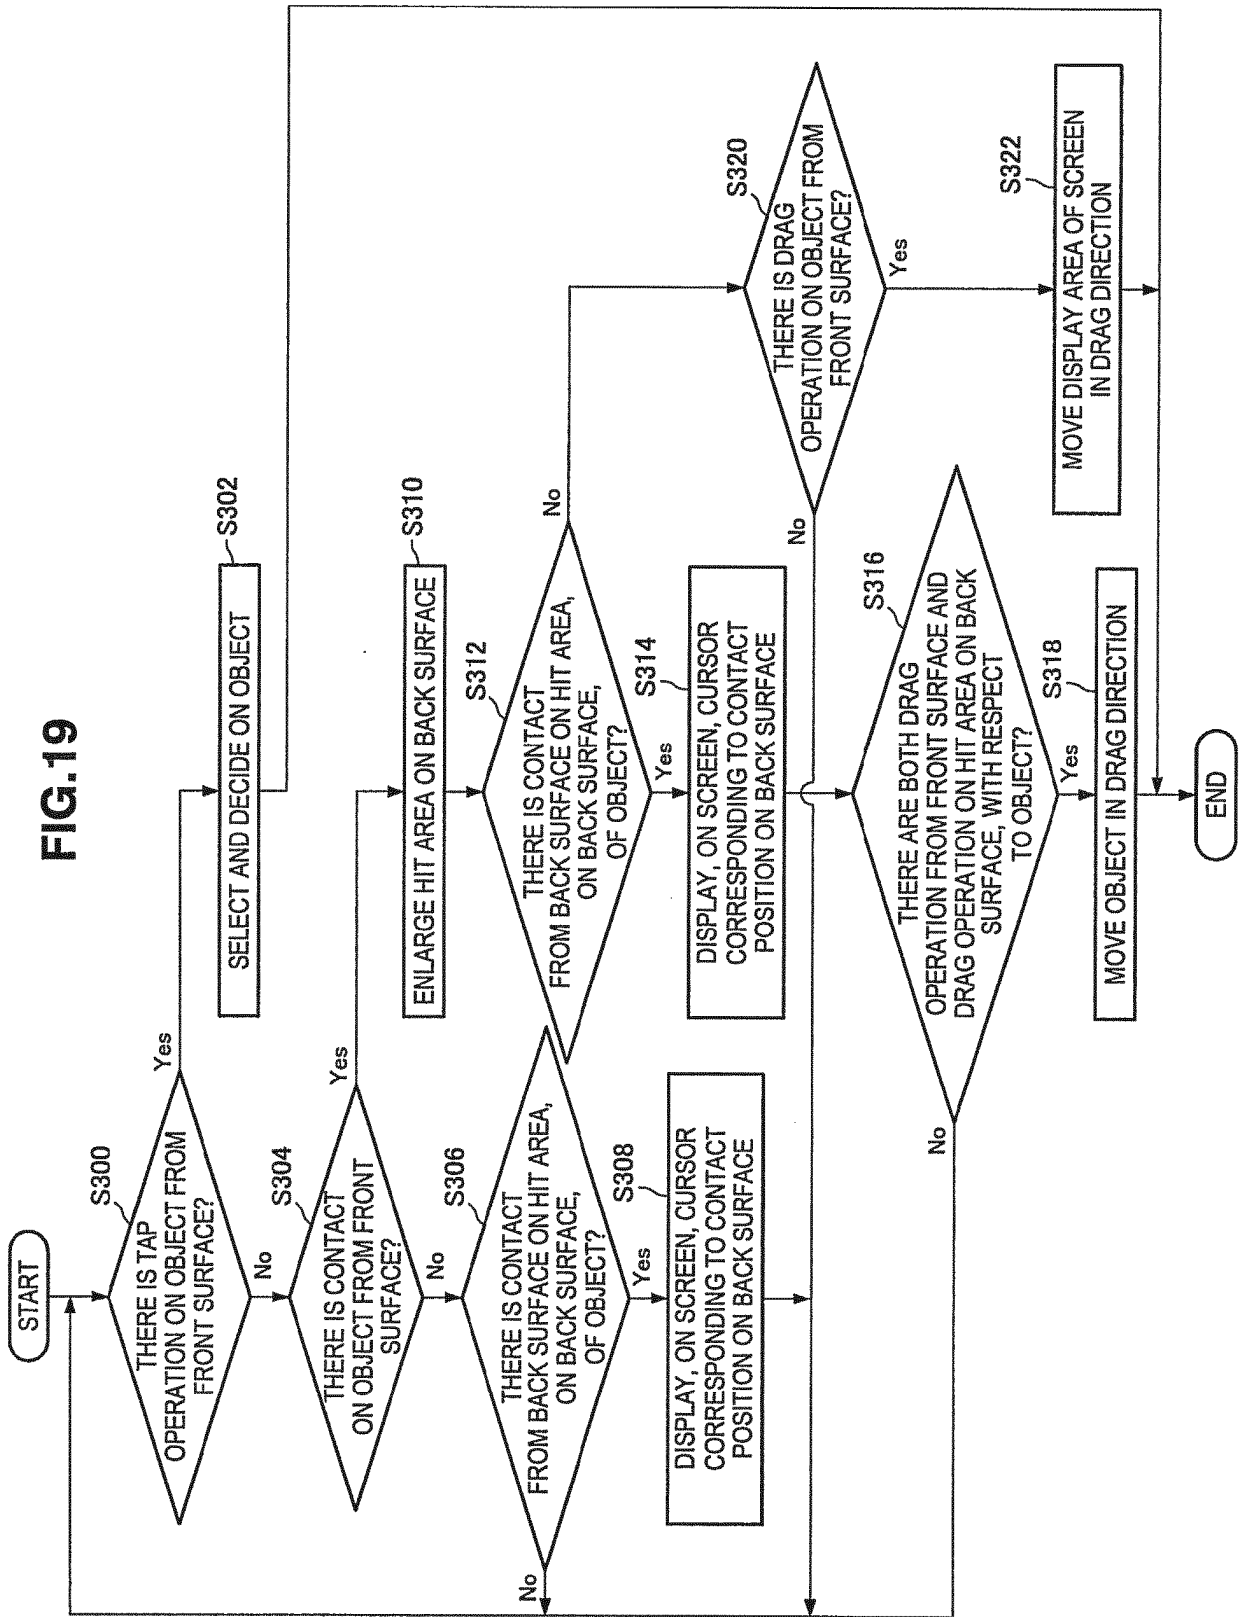 FIG.19
START
S300
THERE IS TAP
OPERATION ON OBJECT FROM
FRONT SURFACE?
Yes
No
S302
SELECT AND DECIDE ON OBJECT
S304
THERE IS CONTACT
ON OBJECT FROM FRONT
SURFACE?
Yes
No
S306
THERE IS CONTACT
FROM BACK SURFACE ON HIT AREA,
ON BACK SURFACE,
OF OBJECT?
No
Yes
S308
DISPLAY, ON SCREEN, CURSOR
CORRESPONDING TO CONTACT
POSITION ON BACK SURFACE
S310
ENLARGE HIT AREA ON BACK SURFACE
S312
THERE IS CONTACT
FROM BACK SURFACE ON HIT AREA,
ON BACK SURFACE,
OF OBJECT?
No
Yes
S314
DISPLAY, ON SCREEN, CURSOR
CORRESPONDING TO CONTACT
POSITION ON BACK SURFACE
S316
THERE ARE BOTH DRAG
OPERATION FROM FRONT SURFACE AND
DRAG OPERATION ON HIT AREA ON BACK
SURFACE, WITH RESPECT
TO OBJECT?
No
Yes
S318
MOVE OBJECT IN DRAG DIRECTION
S320
THERE IS DRAG
OPERATION ON OBJECT FROM
FRONT SURFACE?
No
Yes
S322
MOVE DISPLAY AREA OF SCREEN
IN DRAG DIRECTION
END